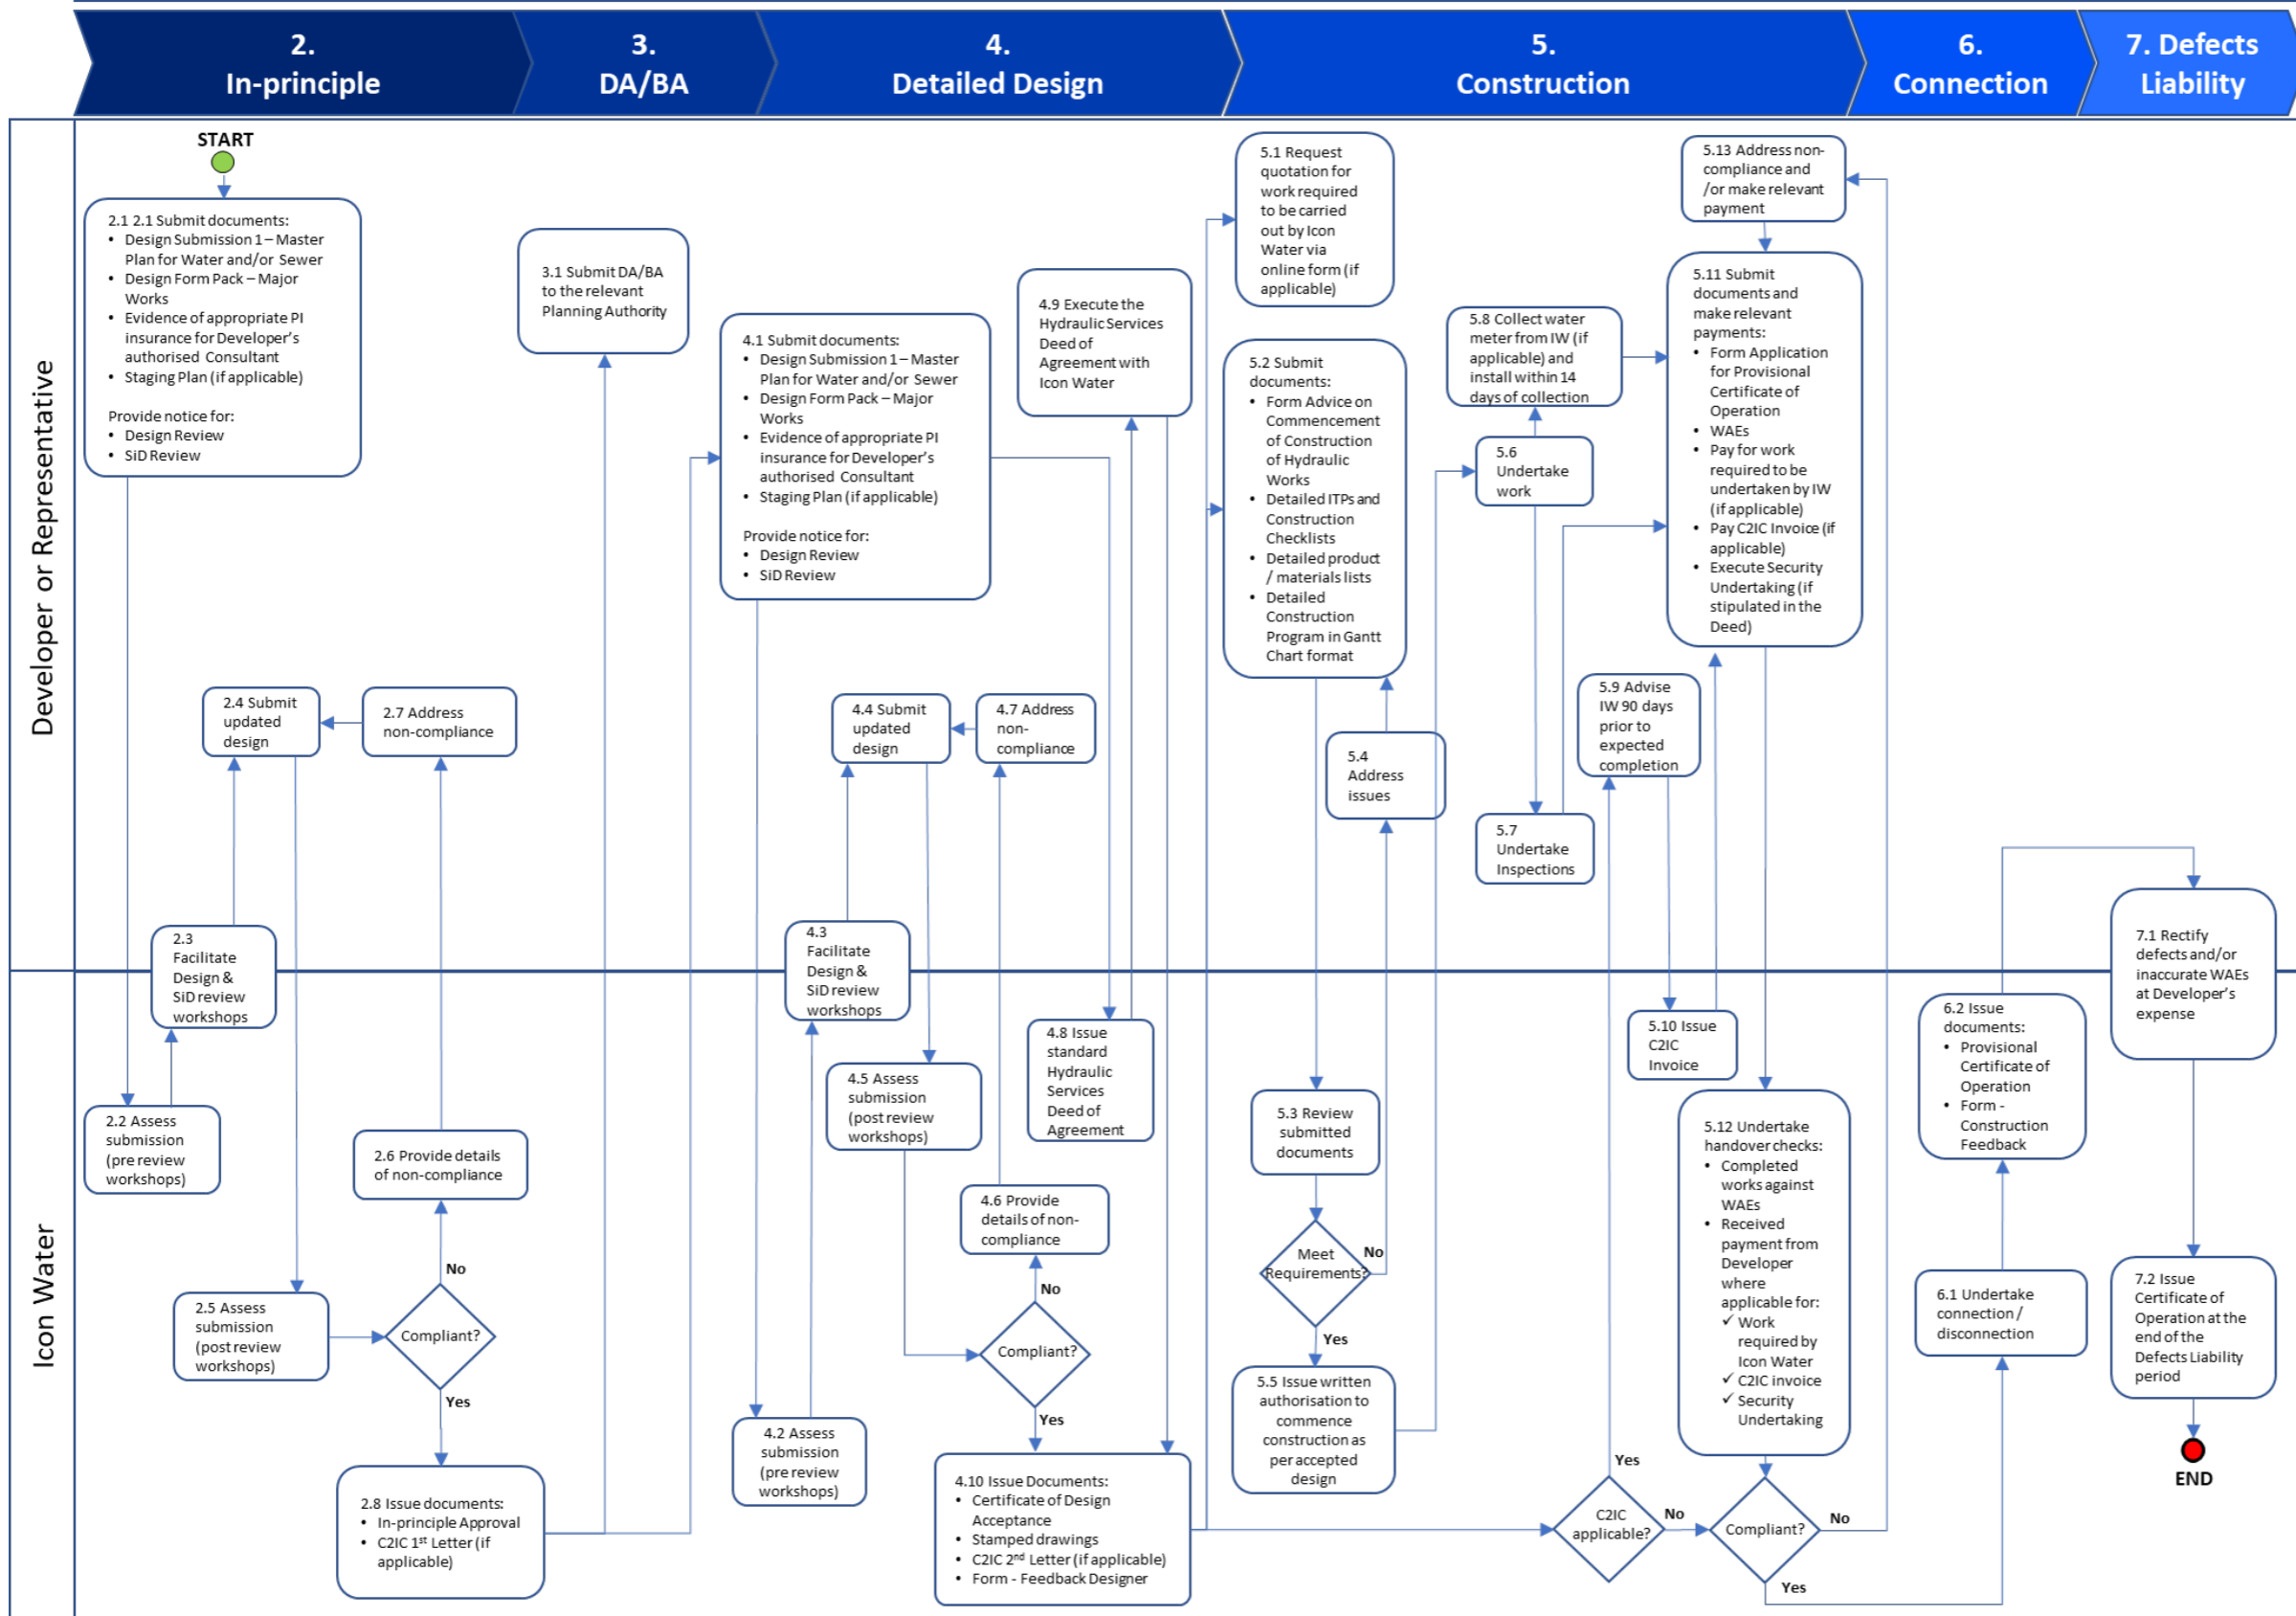 2.
In-principle
3.
DA/BA
4.
Detailed Design
5.
Construction
6.
Connection
7. Defects
Liability
Developer or Representative
Icon Water
START
2.1 2.1 Submit documents:
• Design Submission 1 – Master
Plan for Water and/or Sewer
• Design Form Pack – Major
Works
• Evidence of appropriate PI
insurance for Developer's
authorised Consultant
• Staging Plan (if applicable)
Provide notice for:
• Design Review
• SiD Review
2.2 Assess
submission
(pre review
workshops)
2.3
Facilitate
Design &
SiD review
workshops
2.4 Submit
updated
design
2.7 Address
non-compliance
2.6 Provide details
of non-compliance
No
2.5 Assess
submission
(post review
workshops)
Compliant?
Yes
2.8 Issue documents:
• In-principle Approval
• C2IC 1st Letter (if
applicable)
3.1 Submit DA/BA
to the relevant
Planning Authority
4.1 Submit documents:
• Design Submission 1 – Master
Plan for Water and/or Sewer
• Design Form Pack – Major
Works
• Evidence of appropriate PI
insurance for Developer's
authorised Consultant
• Staging Plan (if applicable)
Provide notice for:
• Design Review
• SiD Review
4.2 Assess
submission
(pre review
workshops)
4.3
Facilitate
Design &
SiD review
workshops
4.4 Submit
updated
design
4.7 Address
non-
compliance
4.5 Assess
submission
(post review
workshops)
4.6 Provide
details of non-
compliance
No
Compliant?
Yes
4.8 Issue
standard
Hydraulic
Services
Deed of
Agreement
4.9 Execute the
Hydraulic Services
Deed of
Agreement with
Icon Water
4.10 Issue Documents:
• Certificate of Design
Acceptance
• Stamped drawings
• C2IC 2nd Letter (if applicable)
• Form - Feedback Designer
5.1 Request
quotation for
work required
to be carried
out by Icon
Water via
online form (if
applicable)
5.2 Submit
documents:
• Form Advice on
Commencement
of Construction
of Hydraulic
Works
• Detailed ITPs and
Construction
Checklists
• Detailed product
/ materials lists
• Detailed
Construction
Program in Gantt
Chart format
5.4
Address
issues
5.3 Review
submitted
documents
Meet
Requirements?
No
Yes
5.5 Issue written
authorisation to
commence
construction as
per accepted
design
5.8 Collect water
meter from IW (if
applicable) and
install within 14
days of collection
5.6
Undertake
work
5.7
Undertake
Inspections
5.9 Advise
IW 90 days
prior to
expected
completion
5.10 Issue
C2IC
Invoice
C2IC
applicable?
Yes
No
5.13 Address non-
compliance and
/or make relevant
payment
5.11 Submit
documents and
make relevant
payments:
• Form Application
for Provisional
Certificate of
Operation
• WAEs
• Pay for work
required to be
undertaken by IW
(if applicable)
• Pay C2IC Invoice (if
applicable)
• Execute Security
Undertaking (if
stipulated in the
Deed)
5.12 Undertake
handover checks:
• Completed
works against
WAEs
• Received
payment from
Developer
where
applicable for:
✓ Work
required by
Icon Water
✓ C2IC invoice
✓ Security
Undertaking
Compliant?
No
Yes
6.2 Issue
documents:
• Provisional
Certificate of
Operation
• Form -
Construction
Feedback
6.1 Undertake
connection /
disconnection
7.1 Rectify
defects and/or
inaccurate WAEs
at Developer's
expense
7.2 Issue
Certificate of
Operation at the
end of the
Defects Liability
period
END